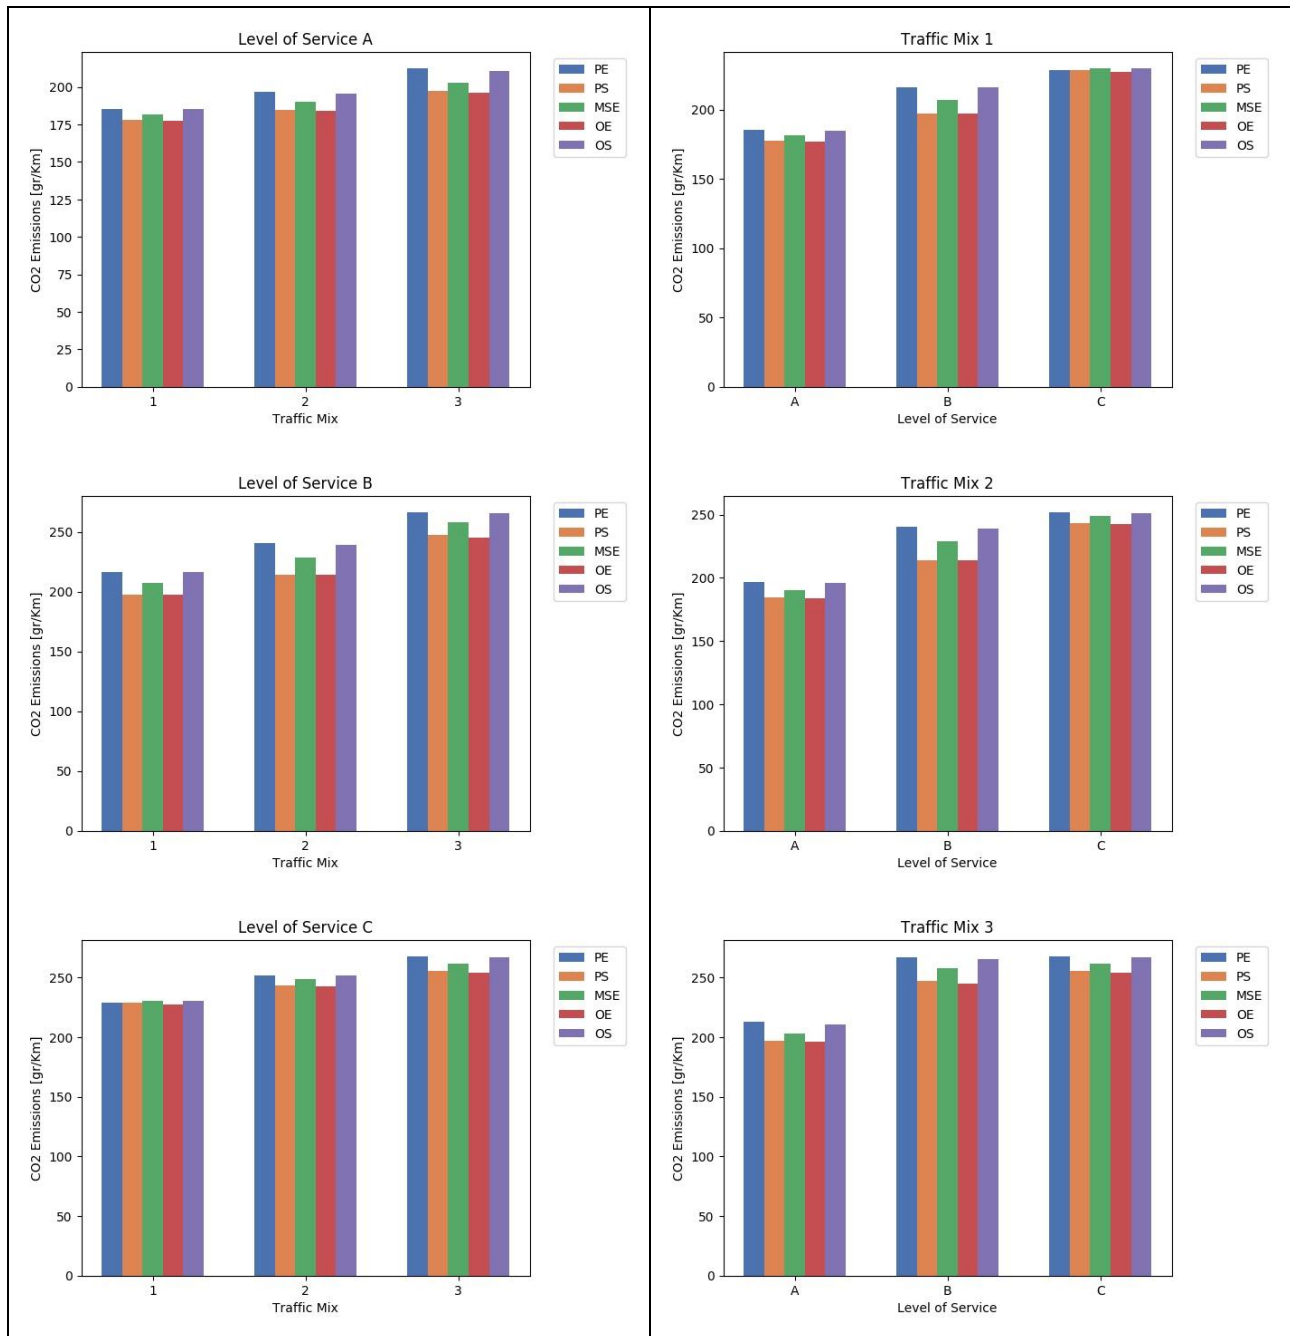 Level of Service A
CO2 Emissions [gr/Km]
200
175
150
125
100
75
50
25
0
1 2 3
Traffic Mix
PE
PS
MSE
OE
OS
Traffic Mix 1
CO2 Emissions [gr/Km]
200
150
100
50
0
A B C
Level of Service
PE
PS
MSE
OE
OS
Level of Service B
CO2 Emissions [gr/Km]
250
200
150
100
50
0
1 2 3
Traffic Mix
PE
PS
MSE
OE
OS
Traffic Mix 2
CO2 Emissions [gr/Km]
250
200
150
100
50
0
A B C
Level of Service
PE
PS
MSE
OE
OS
Level of Service C
CO2 Emissions [gr/Km]
250
200
150
100
50
0
1 2 3
Traffic Mix
PE
PS
MSE
OE
OS
Traffic Mix 3
CO2 Emissions [gr/Km]
250
200
150
100
50
0
A B C
Level of Service
PE
PS
MSE
OE
OS